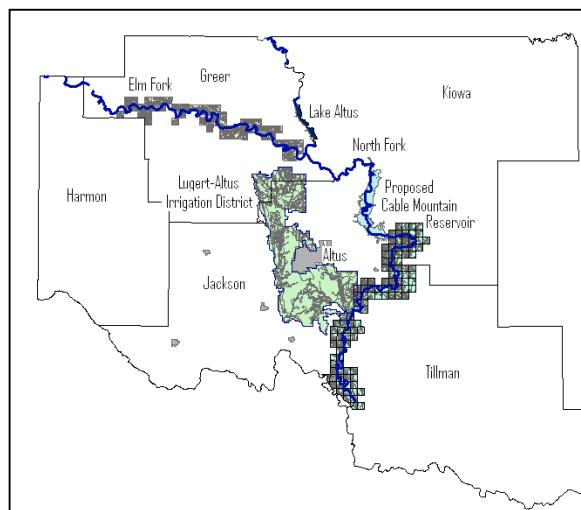 Greer
Elm Fork
Kiowa
Lake Altus
North Fork
Harmon
Lugert-Altus
Irrigation District
Proposed
Cable Mountain
Reservoir
Altus
Jackson
Tillman